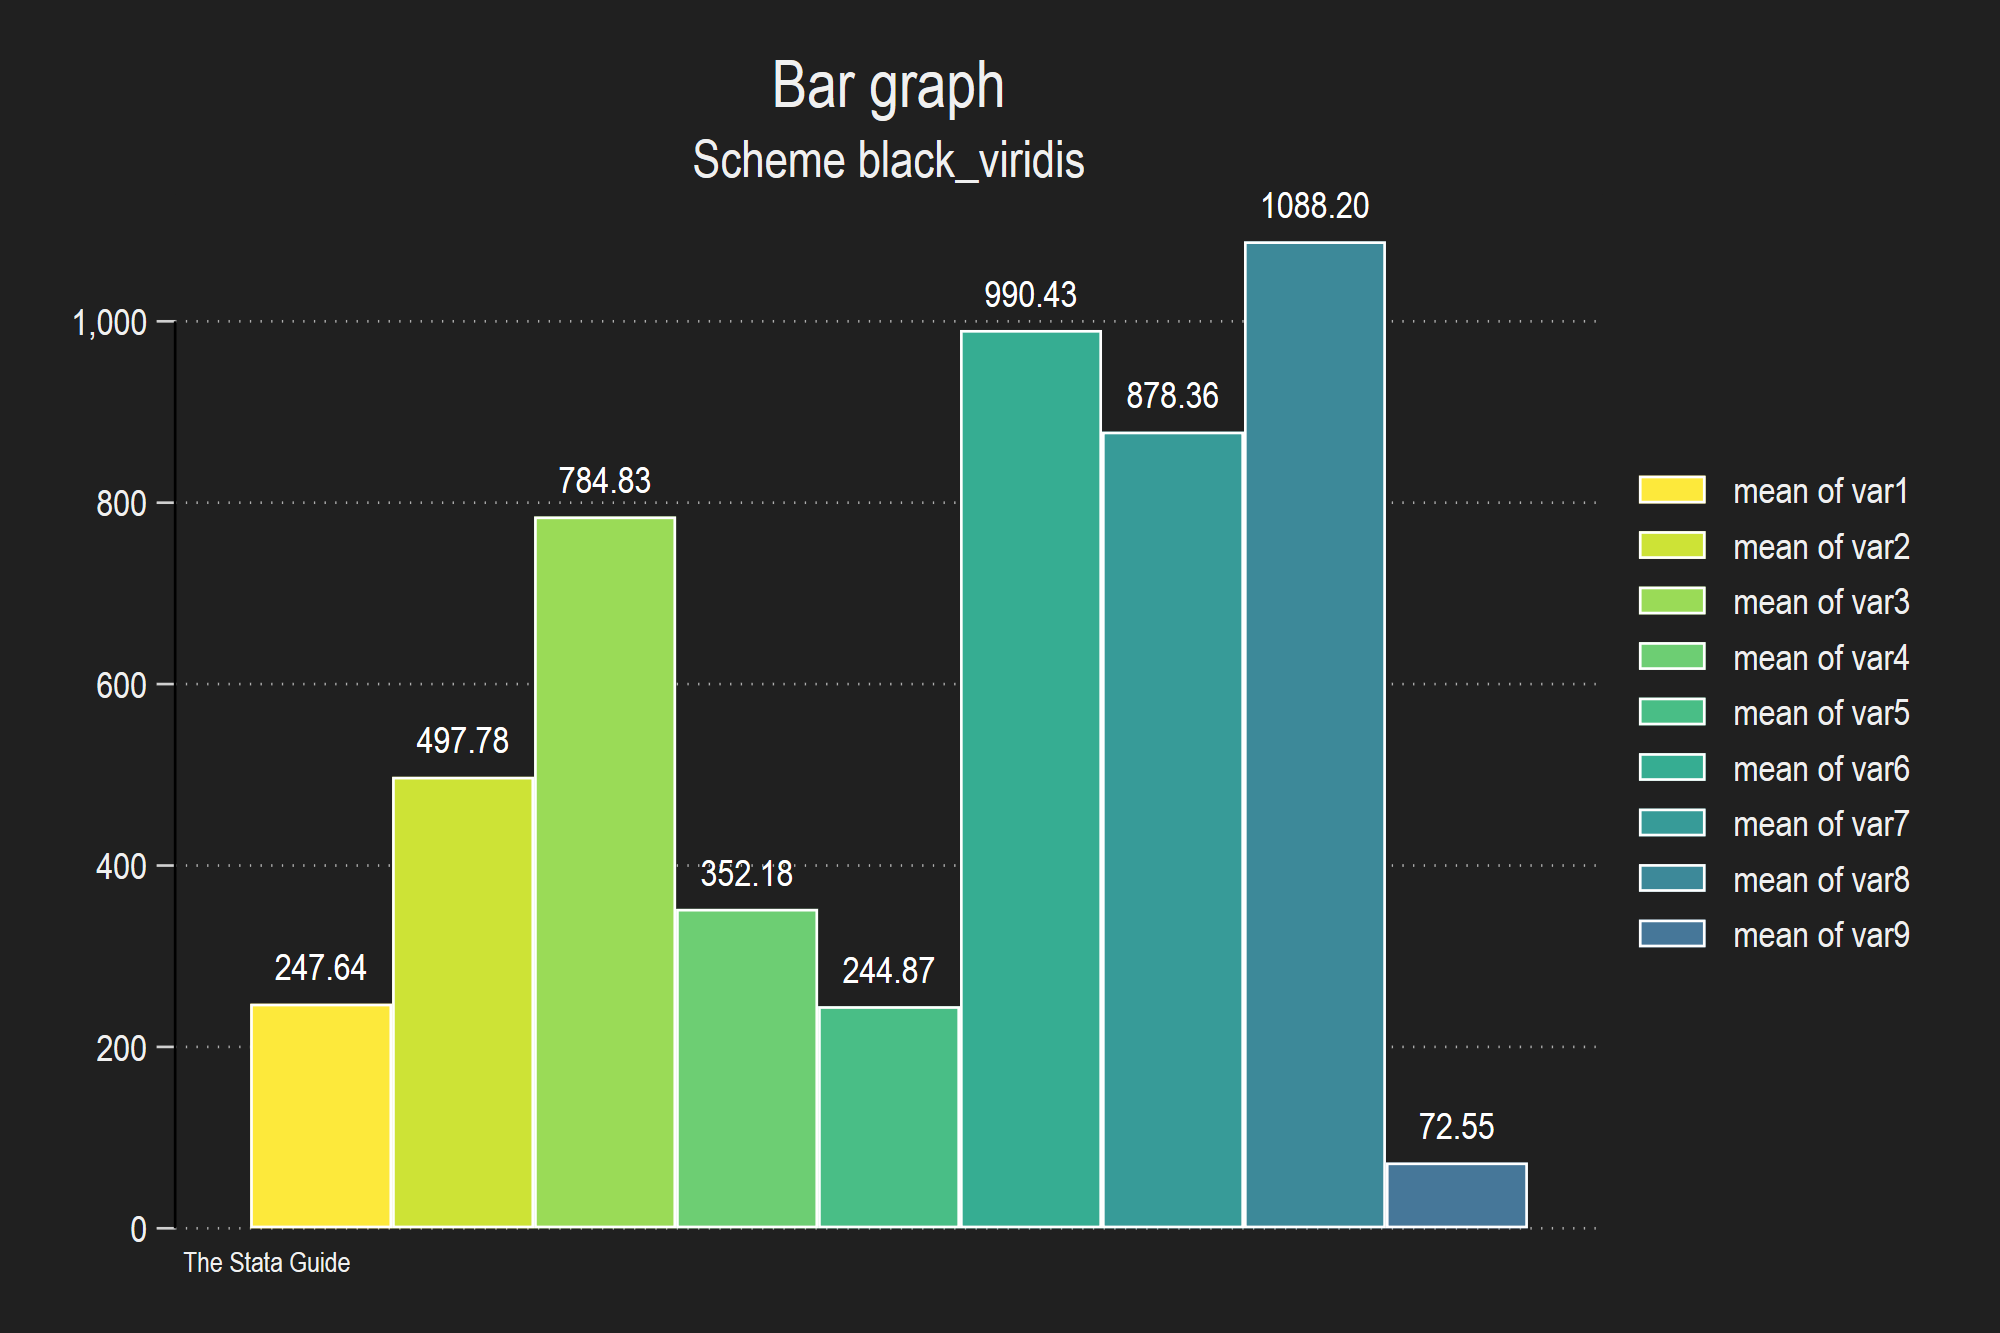 Bar graph
Scheme black_viridis
1088.20
990.43
1,000
878.36
784.83
800
600
497.78
400
352.18
247.64
244.87
200
72.55
0
mean of var1
mean of var2
mean of var3
mean of var4
mean of var5
mean of var6
mean of var7
mean of var8
mean of var9
The Stata Guide